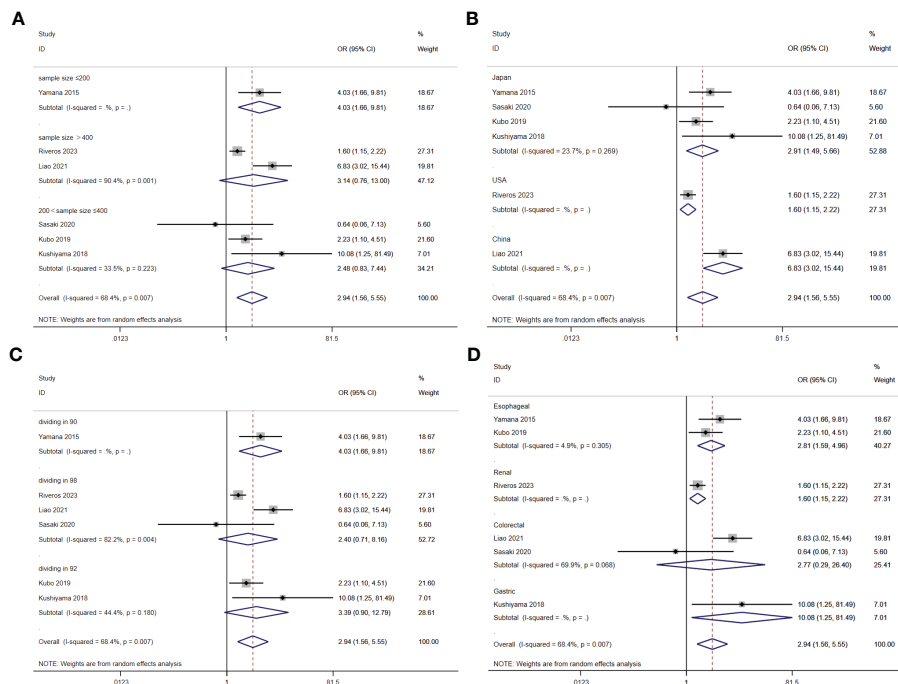 A
Study %
ID OR (95% CI) Weight
sample size ≤200
Yamana 2015 4.03 (1.66, 9.81) 18.67
Subtotal (I-squared = .%, p = .) 4.03 (1.66, 9.81) 18.67
.
sample size >400
Riveros 2023 1.60 (1.15, 2.22) 27.31
Liao 2021 6.83 (3.02, 15.44) 19.81
Subtotal (I-squared = 90.4%, p = 0.001) 3.14 (0.76, 13.00) 47.12
.
200<sample size ≤400
Sasaki 2020 0.64 (0.06, 7.13) 5.60
Kubo 2019 2.23 (1.10, 4.51) 21.60
Kushiyama 2018 10.08 (1.25, 81.49) 7.01
Subtotal (I-squared = 33.5%, p = 0.223) 2.48 (0.83, 7.44) 34.21
.
Overall (I-squared = 68.4%, p = 0.007) 2.94 (1.56, 5.55) 100.00
NOTE: Weights are from random effects analysis
.0123 1 81.5
B
Study %
ID OR (95% CI) Weight
Japan
Yamana 2015 4.03 (1.66, 9.81) 18.67
Sasaki 2020 0.64 (0.06, 7.13) 5.60
Kubo 2019 2.23 (1.10, 4.51) 21.60
Kushiyama 2018 10.08 (1.25, 81.49) 7.01
Subtotal (I-squared = 23.7%, p = 0.269) 2.91 (1.49, 5.66) 52.88
.
USA
Riveros 2023 1.60 (1.15, 2.22) 27.31
Subtotal (I-squared = .%, p = .) 1.60 (1.15, 2.22) 27.31
.
China
Liao 2021 6.83 (3.02, 15.44) 19.81
Subtotal (I-squared = .%, p = .) 6.83 (3.02, 15.44) 19.81
.
Overall (I-squared = 68.4%, p = 0.007) 2.94 (1.56, 5.55) 100.00
NOTE: Weights are from random effects analysis
.0123 1 81.5
C
Study %
ID OR (95% CI) Weight
dividing in 90
Yamana 2015 4.03 (1.66, 9.81) 18.67
Subtotal (I-squared = .%, p = .) 4.03 (1.66, 9.81) 18.67
.
dividing in 98
Riveros 2023 1.60 (1.15, 2.22) 27.31
Liao 2021 6.83 (3.02, 15.44) 19.81
Sasaki 2020 0.64 (0.06, 7.13) 5.60
Subtotal (I-squared = 82.2%, p = 0.004) 2.40 (0.71, 8.16) 52.72
.
dividing in 92
Kubo 2019 2.23 (1.10, 4.51) 21.60
Kushiyama 2018 10.08 (1.25, 81.49) 7.01
Subtotal (I-squared = 44.4%, p = 0.180) 3.39 (0.90, 12.79) 28.61
.
Overall (I-squared = 68.4%, p = 0.007) 2.94 (1.56, 5.55) 100.00
NOTE: Weights are from random effects analysis
.0123 1 81.5
D
Study %
ID OR (95% CI) Weight
Esophageal
Yamana 2015 4.03 (1.66, 9.81) 18.67
Kubo 2019 2.23 (1.10, 4.51) 21.60
Subtotal (I-squared = 4.9%, p = 0.305) 2.81 (1.59, 4.96) 40.27
.
Renal
Riveros 2023 1.60 (1.15, 2.22) 27.31
Subtotal (I-squared = .%, p = .) 1.60 (1.15, 2.22) 27.31
.
Colorectal
Liao 2021 6.83 (3.02, 15.44) 19.81
Sasaki 2020 0.64 (0.06, 7.13) 5.60
Subtotal (I-squared = 69.9%, p = 0.068) 2.77 (0.29, 26.40) 25.41
.
Gastric
Kushiyama 2018 10.08 (1.25, 81.49) 7.01
Subtotal (I-squared = .%, p = .) 10.08 (1.25, 81.49) 7.01
.
Overall (I-squared = 68.4%, p = 0.007) 2.94 (1.56, 5.55) 100.00
NOTE: Weights are from random effects analysis
.0123 1 81.5